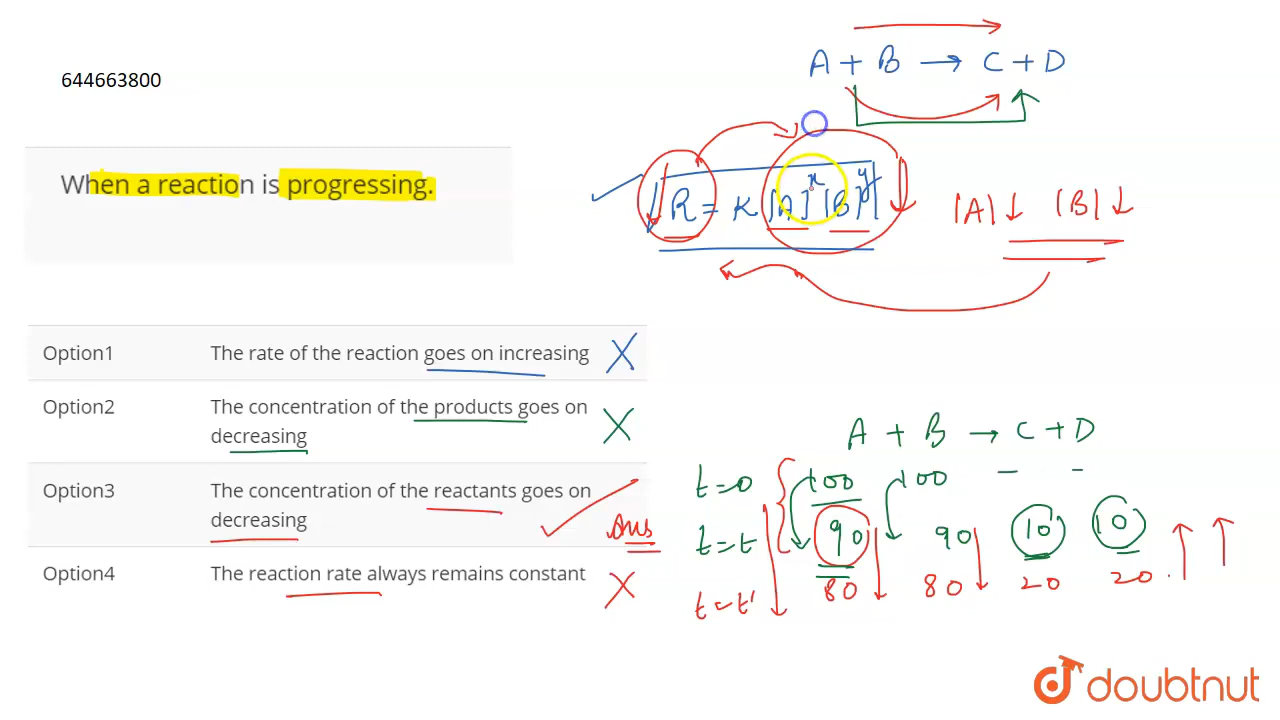 644663800
When a reaction is progressing.
A + B → C + D
R = K [A]^x [B]^y
|A| ↓ |B| ↓
Option1 The rate of the reaction goes on increasing X
Option2 The concentration of the products goes on
decreasing X
Option3 The concentration of the reactants goes on
decreasing Ans
Option4 The reaction rate always remains constant X
A + B → C + D
t=0 100 100 – -
t=t 90 90 10 10
t=t' 80 80 20 20
doubtnut